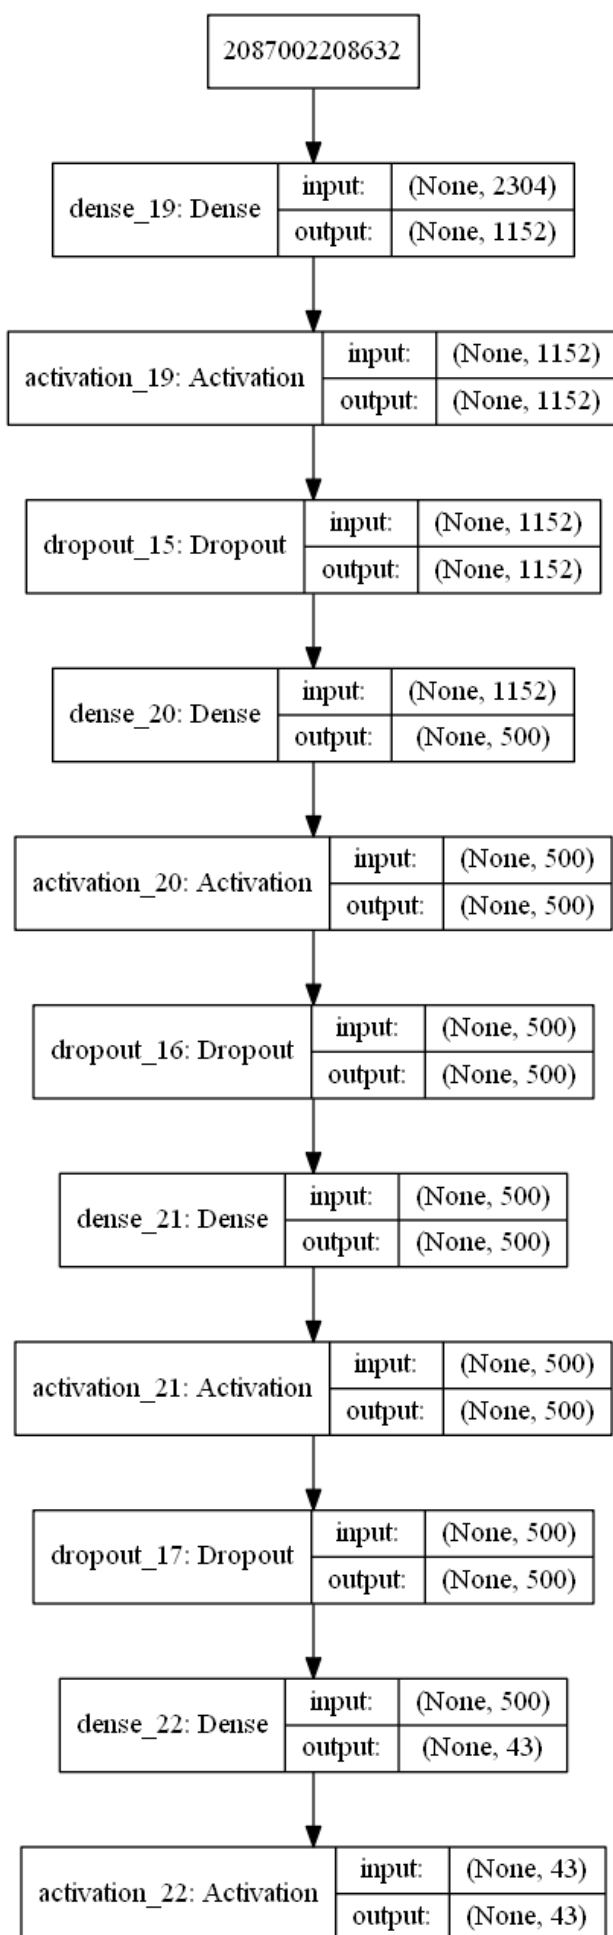 2087002208632
dense_19: Dense
input: (None, 2304)
output: (None, 1152)
activation_19: Activation
input: (None, 1152)
output: (None, 1152)
dropout_15: Dropout
input: (None, 1152)
output: (None, 1152)
dense_20: Dense
input: (None, 1152)
output: (None, 500)
activation_20: Activation
input: (None, 500)
output: (None, 500)
dropout_16: Dropout
input: (None, 500)
output: (None, 500)
dense_21: Dense
input: (None, 500)
output: (None, 500)
activation_21: Activation
input: (None, 500)
output: (None, 500)
dropout_17: Dropout
input: (None, 500)
output: (None, 500)
dense_22: Dense
input: (None, 500)
output: (None, 43)
activation_22: Activation
input: (None, 43)
output: (None, 43)